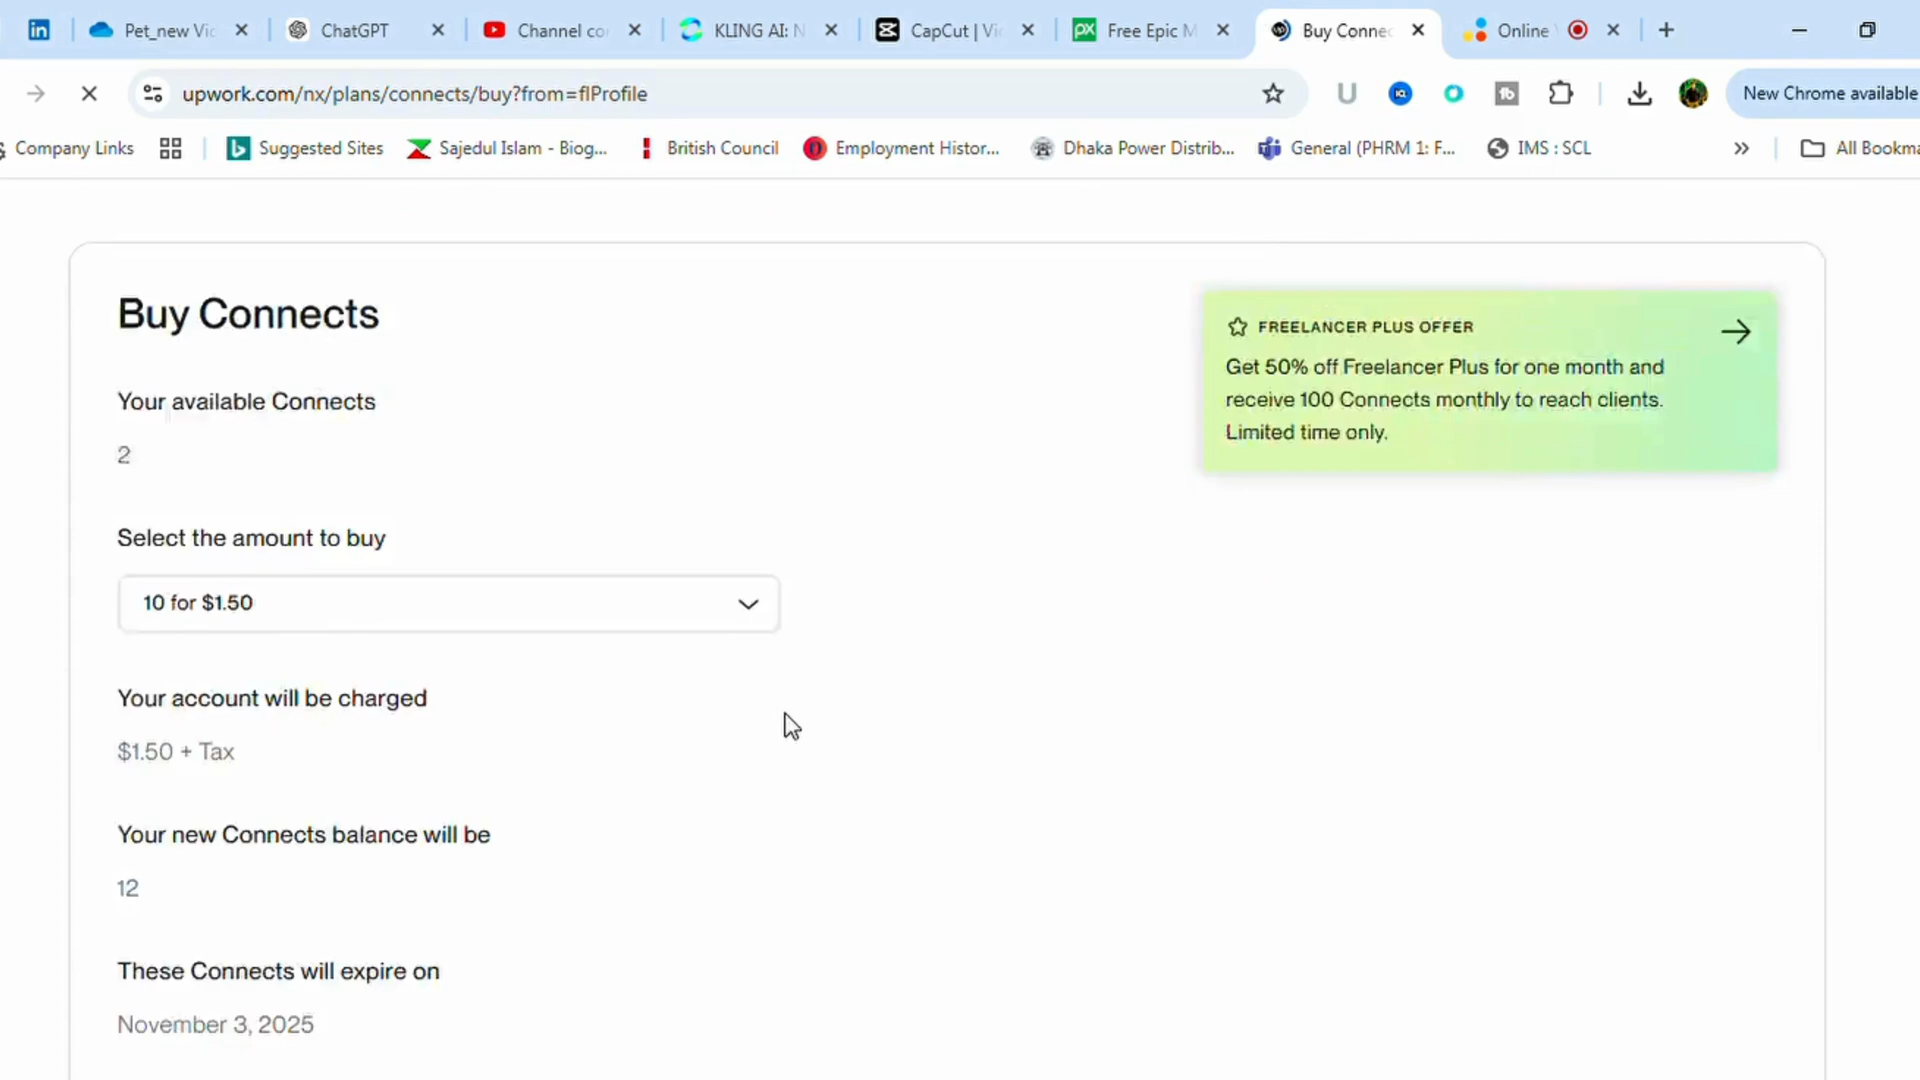 Pet_new Vic
ChatGPT
Channel co
KLING AI: N
CapCut | Vi
Free Epic M
Buy Connec
Online
upwork.com/nx/plans/connects/buy?from=flProfile
New Chrome available
Company Links
Suggested Sites
Sajedul Islam - Biog...
British Council
Employment Histor...
Dhaka Power Distrib...
General (PHRM 1: F...
IMS : SCL
All Bookma
Buy Connects
FREELANCER PLUS OFFER
Get 50% off Freelancer Plus for one month and
receive 100 Connects monthly to reach clients.
Limited time only.
Your available Connects
2
Select the amount to buy
10 for $1.50
Your account will be charged
$1.50 + Tax
Your new Connects balance will be
12
These Connects will expire on
November 3, 2025